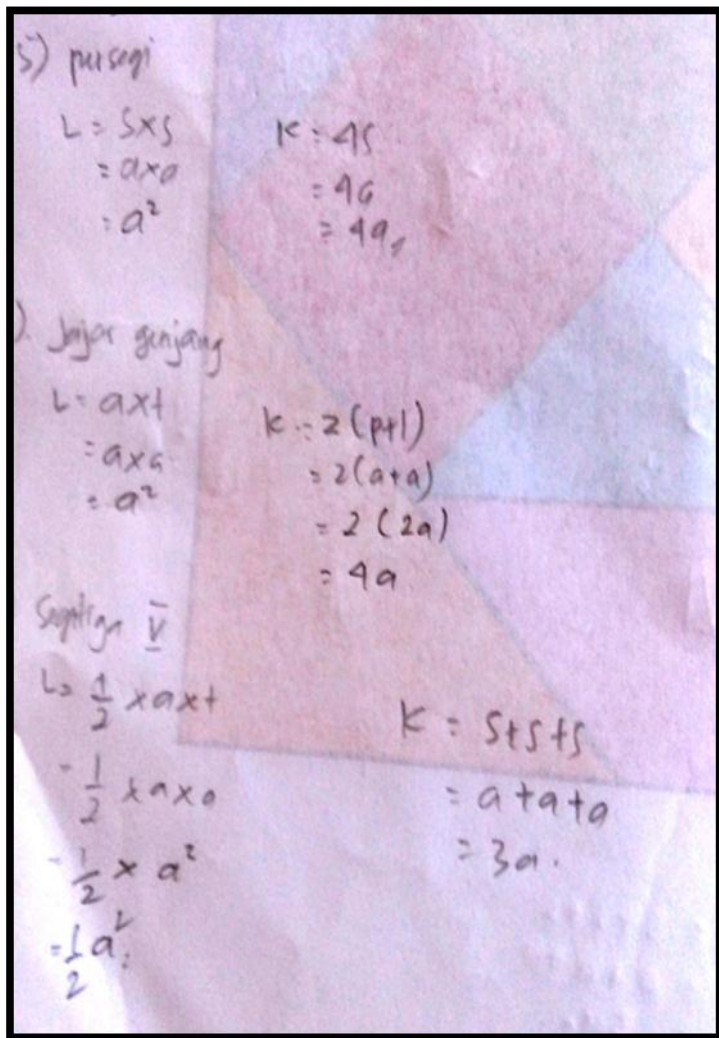 5) persegi
L = S×S
= a×a
= a²
K = 4S
= 4a
= 4a,
). Jajar genjang
L = a×t
= a×a
= a²
K = 2(p+l)
= 2(a+a)
= 2(2a)
= 4a
Segitiga V
L = 1/2 × a×t
= 1/2 × a×a
= 1/2 × a²
= 1/2 a².
K = S+S+S
= a+a+a
= 3a.